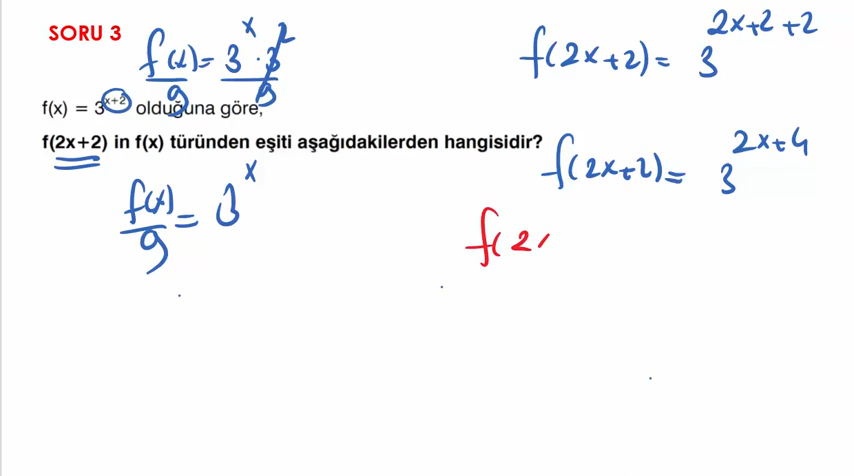 SORU 3
f(x) = 3^x · 3^2
/9 9
f(2x+2) = 3^{2x+2+2}
f(x) = 3^{x+2} olduğuna göre,
f(2x+2) in f(x) türünden eşiti aşağıdakilerden hangisidir?
f(2x+2) = 3^{2x+4}
f(x)/9 = 3^x
f(2